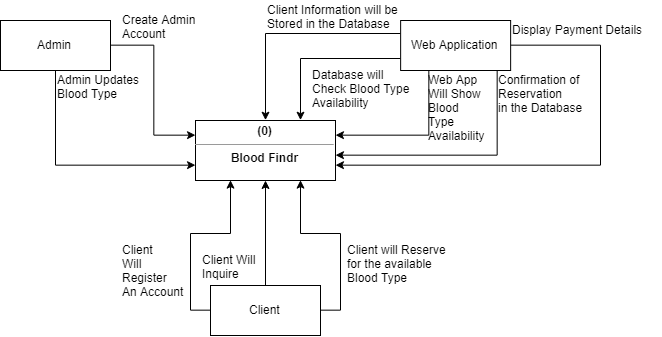 Client Information will be
Stored in the Database
Create Admin
Account
Display Payment Details
Admin
Web Application
Admin Updates
Blood Type
Database will
Check Blood Type
Availability
Web App
Will Show
Blood
Type
Availability
Confirmation of
Reservation
in the Database
(0)
Blood Findr
Client
Will
Register
An Account
Client Will
Inquire
Client will Reserve
for the available
Blood Type
Client